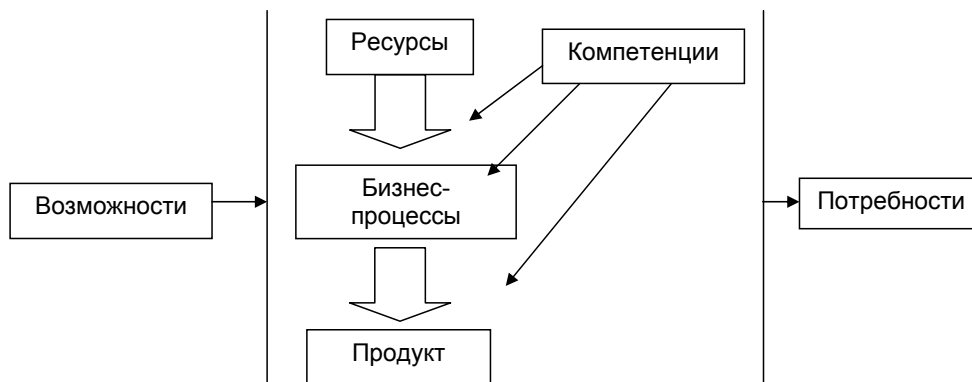 Ресурсы
Компетенции
Бизнес-
процессы
Возможности
Потребности
Продукт